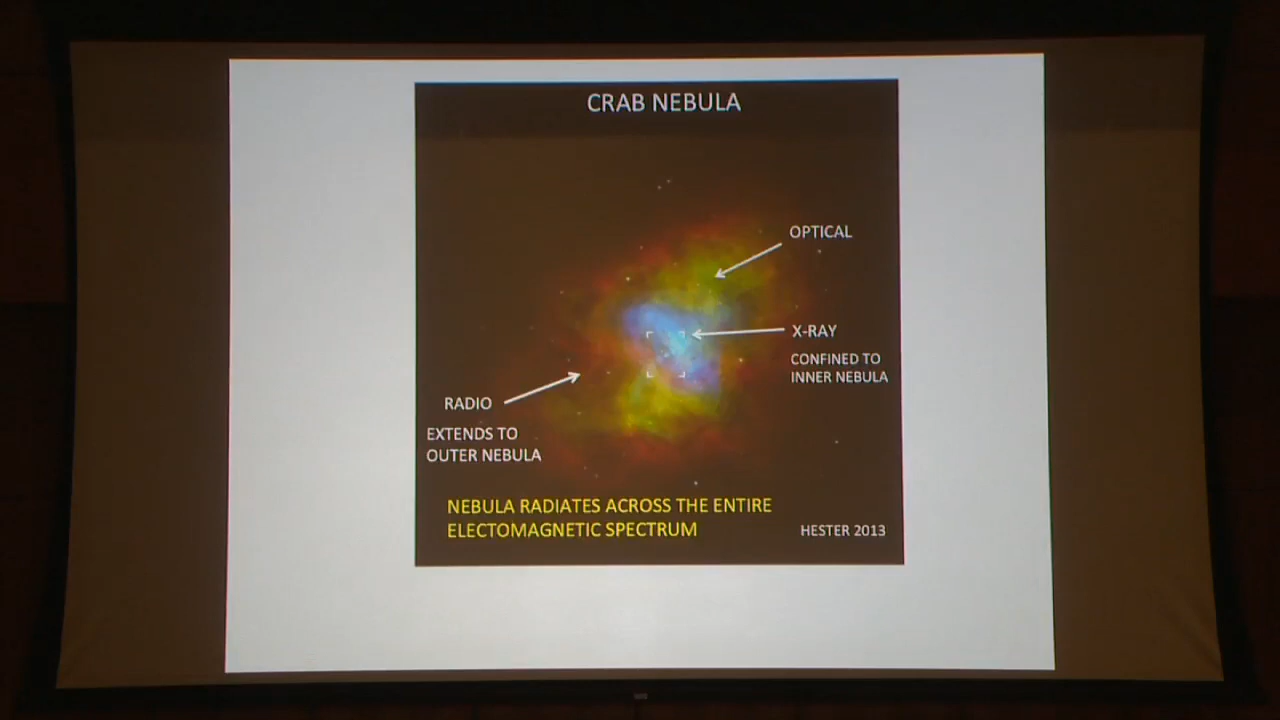 CRAB NEBULA
OPTICAL
X-RAY
CONFINED TO
INNER NEBULA
RADIO
EXTENDS TO
OUTER NEBULA
NEBULA RADIATES ACROSS THE ENTIRE
ELECTOMAGNETIC SPECTRUM
HESTER 2013